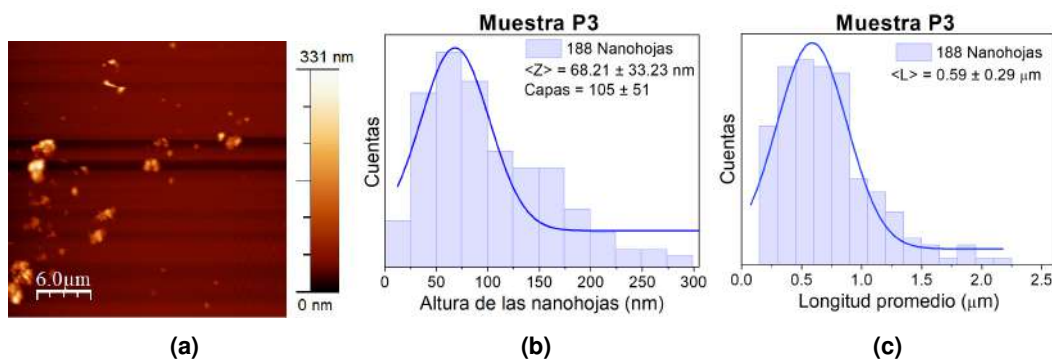 331 nm
6.0µm
0 nm
(a)
Muestra P3
188 Nanohojas
<Z> = 68.21 ± 33.23 nm
Capas = 105 ± 51
Cuentas
0 50 100 150 200 250 300
Altura de las nanohojas (nm)
(b)
Muestra P3
188 Nanohojas
<L> = 0.59 ± 0.29 µm
Cuentas
0.0 0.5 1.0 1.5 2.0 2.5
Longitud promedio (µm)
(c)